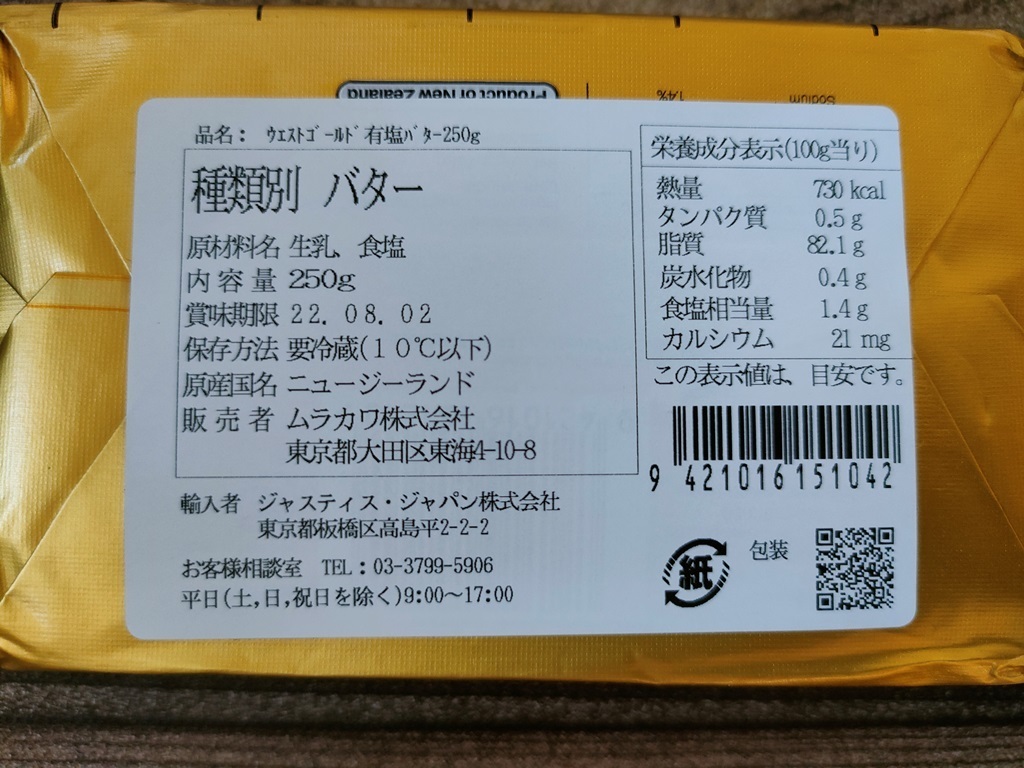 Product of New Zealand
1.4%
Sodium
品名： ウエストゴールド有塩バター250g
種類別 バター
原材料名 生乳、食塩
内容量 250g
賞味期限 22.08.02
保存方法 要冷蔵(10℃以下)
原産国名 ニュージーランド
販売者 ムラカワ株式会社
東京都大田区東海4-10-8
輸入者 ジャスティス・ジャパン株式会社
東京都板橋区高島平2-2-2
お客様相談室 TEL：03-3799-5906
平日(土,日,祝日を除く)9:00～17:00
栄養成分表示(100g当り)
熱量 730 kcal
タンパク質 0.5 g
脂質 82.1 g
炭水化物 0.4 g
食塩相当量 1.4 g
カルシウム 21 mg
この表示値は、目安です。
9 421016 151042
紙
包装